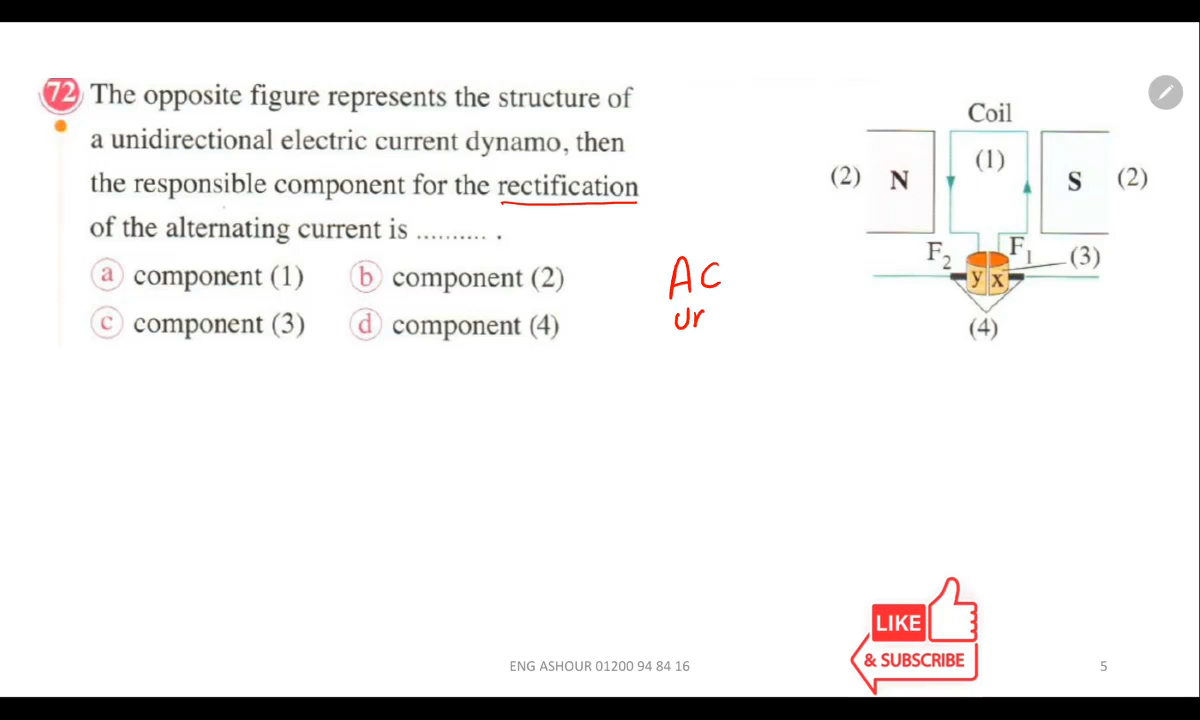 72 The opposite figure represents the structure of
a unidirectional electric current dynamo, then
the responsible component for the rectification
of the alternating current is .......... .
a component (1) b component (2)
c component (3) d component (4)
AC
ur
Coil
(1)
(2) N S (2)
F2 F1 (3)
y x
(4)
LIKE
& SUBSCRIBE
ENG ASHOUR 01200 94 84 16
5